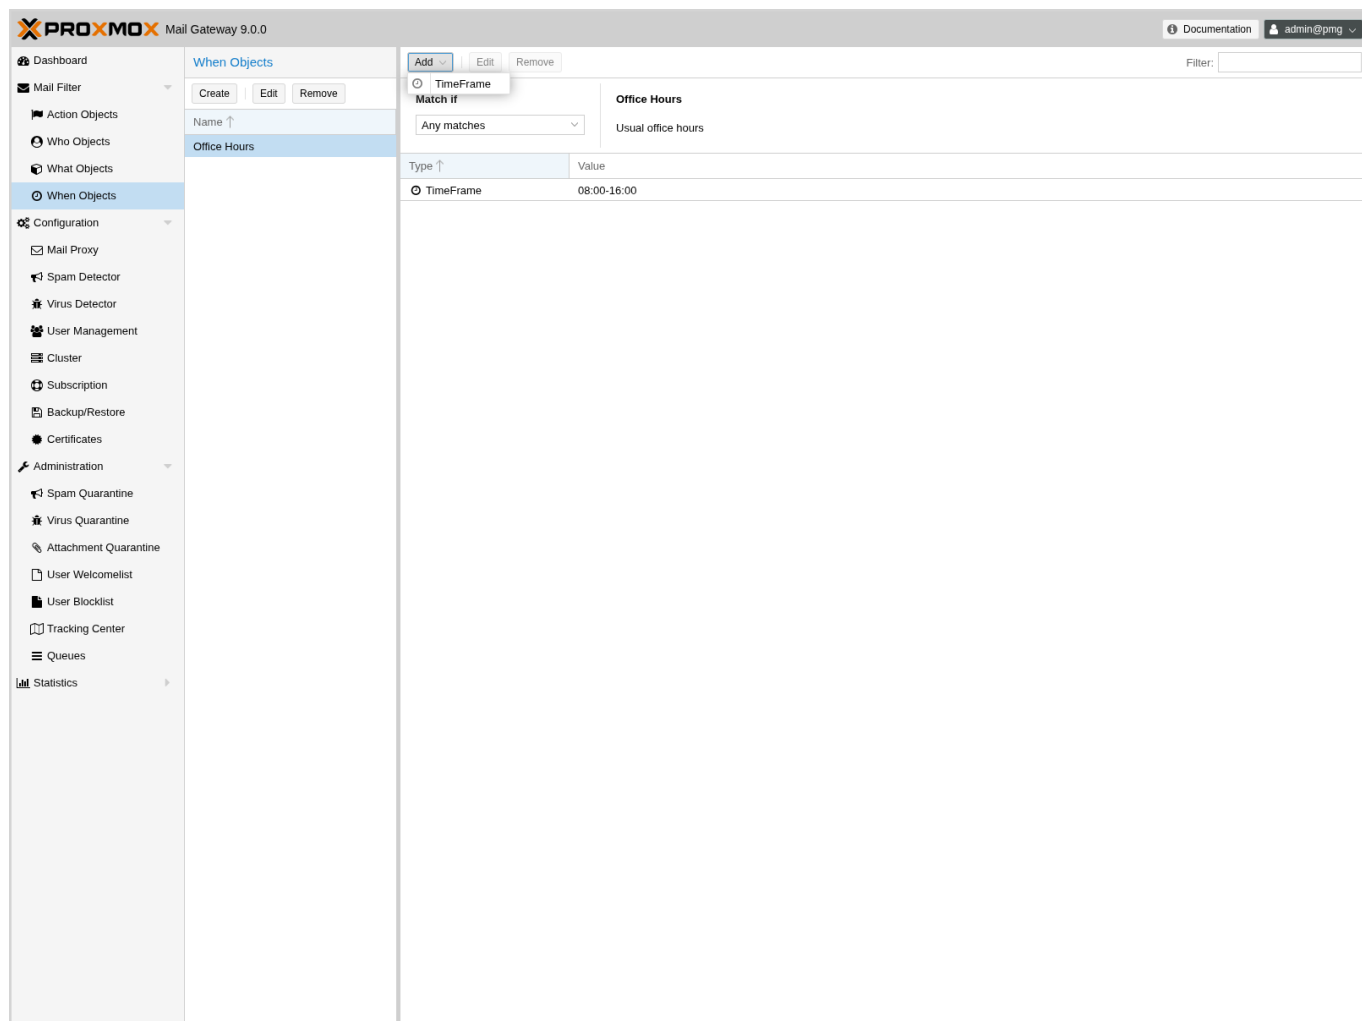 PROXMOX Mail Gateway 9.0.0
Documentation
admin@pmg
Dashboard
Mail Filter
Action Objects
Who Objects
What Objects
When Objects
Configuration
Mail Proxy
Spam Detector
Virus Detector
User Management
Cluster
Subscription
Backup/Restore
Certificates
Administration
Spam Quarantine
Virus Quarantine
Attachment Quarantine
User Welcomelist
User Blocklist
Tracking Center
Queues
Statistics
When Objects
Create Edit Remove
Name
Office Hours
Add Edit Remove
Filter:
TimeFrame
Match if
Any matches
Office Hours
Usual office hours
Type Value
TimeFrame 08:00-16:00